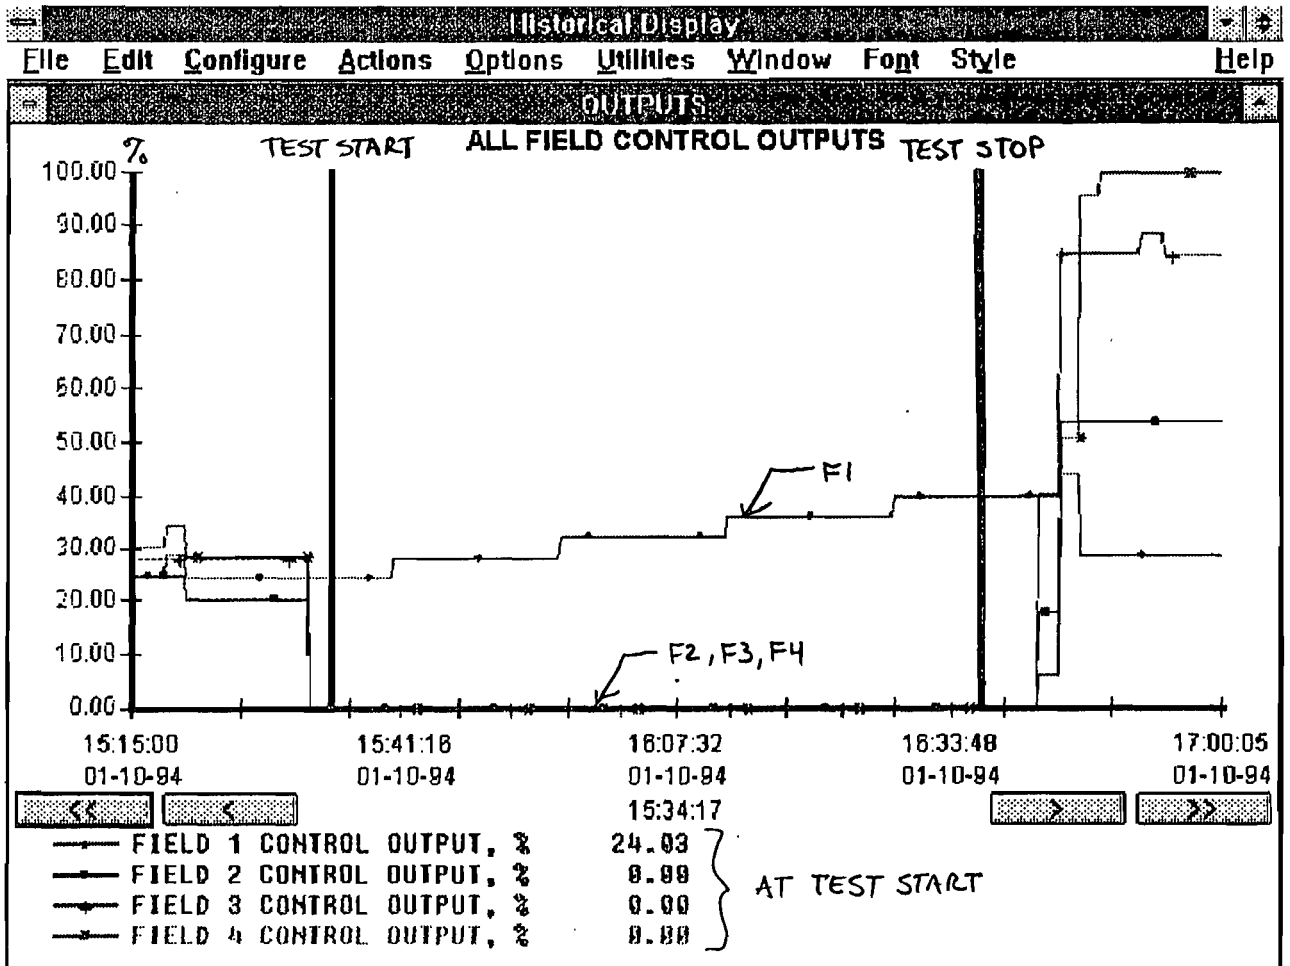 Historical Display
File Edit Configure Actions Options Utilities Window Font Style Help
OUTPUTS
% TEST START ALL FIELD CONTROL OUTPUTS TEST STOP
100.00
90.00
80.00
70.00
60.00
50.00
40.00
F1
30.00
20.00
10.00
F2, F3, F4
0.00
15:15:00 15:41:16 16:07:32 16:33:48 17:00:05
01-10-94 01-10-94 01-10-94 01-10-94 01-10-94
<< < 15:34:17 > >>
FIELD 1 CONTROL OUTPUT, % 24.03
FIELD 2 CONTROL OUTPUT, % 0.00
FIELD 3 CONTROL OUTPUT, % 0.00
FIELD 4 CONTROL OUTPUT, % 0.00
AT TEST START